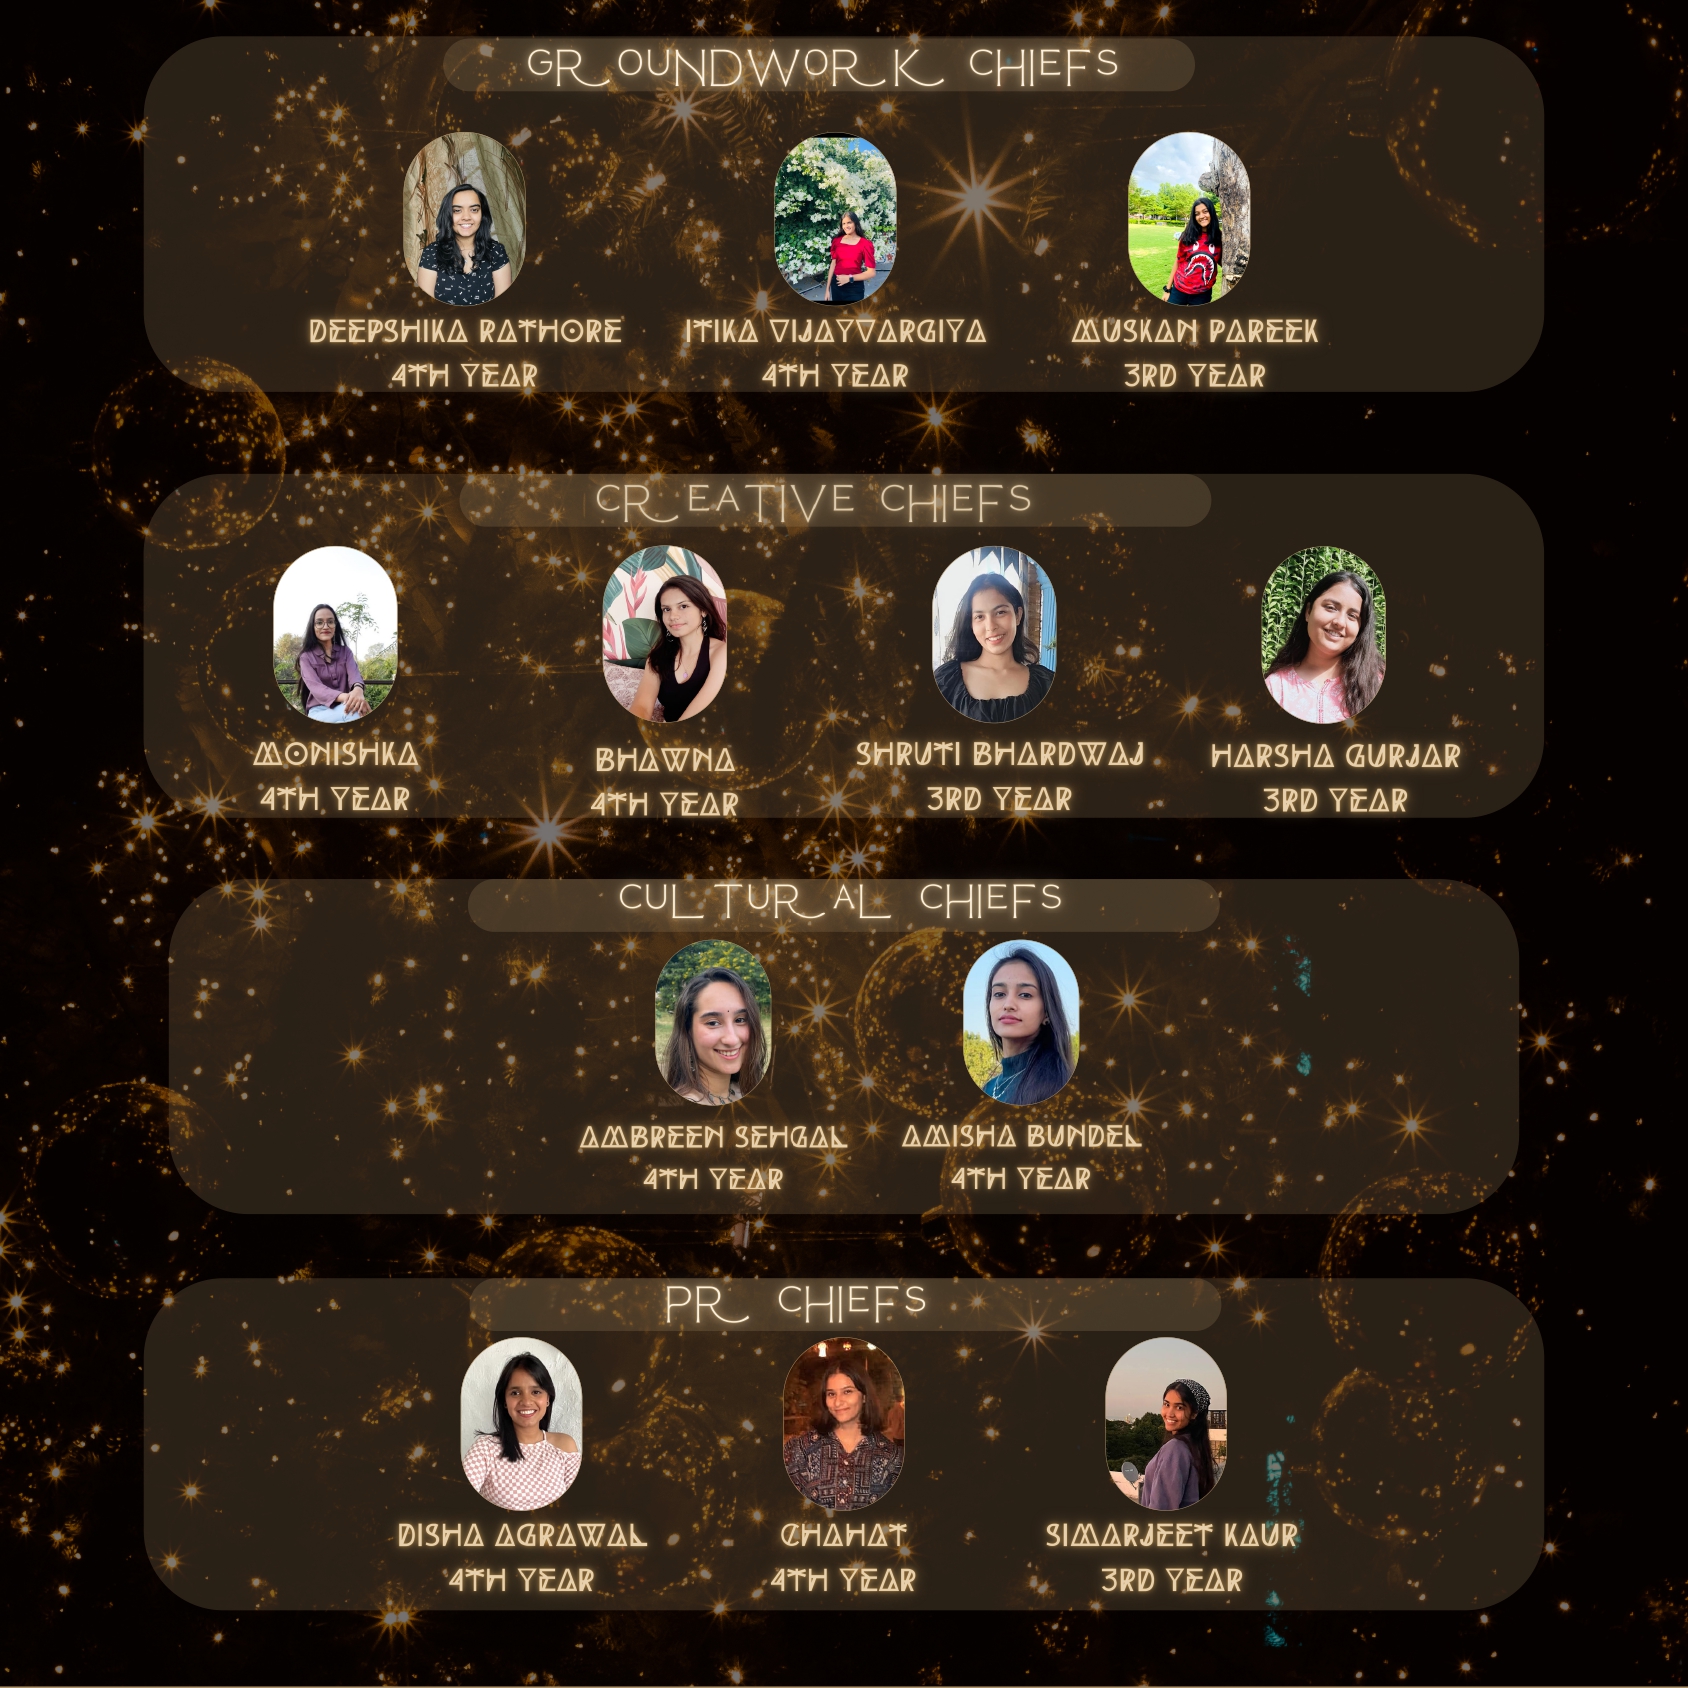 GROUNDWORK CHIEFS
DEEPSHIKA RATHORE ITIKA VIJAYVARGIYA MUSKAN PAREEK
4TH YEAR 4TH YEAR 3RD YEAR
CREATIVE CHIEFS
MONISHKA BHAWNA SHRUTI BHARDWAJ HARSHA GURJAR
4TH YEAR 4TH YEAR 3RD YEAR 3RD YEAR
CULTURAL CHIEFS
AMBREEN SEHGAL AMISHA BUNDEL
4TH YEAR 4TH YEAR
PR CHIEFS
DISHA AGRAWAL CHAHAT SIMARJEET KAUR
4TH YEAR 4TH YEAR 3RD YEAR